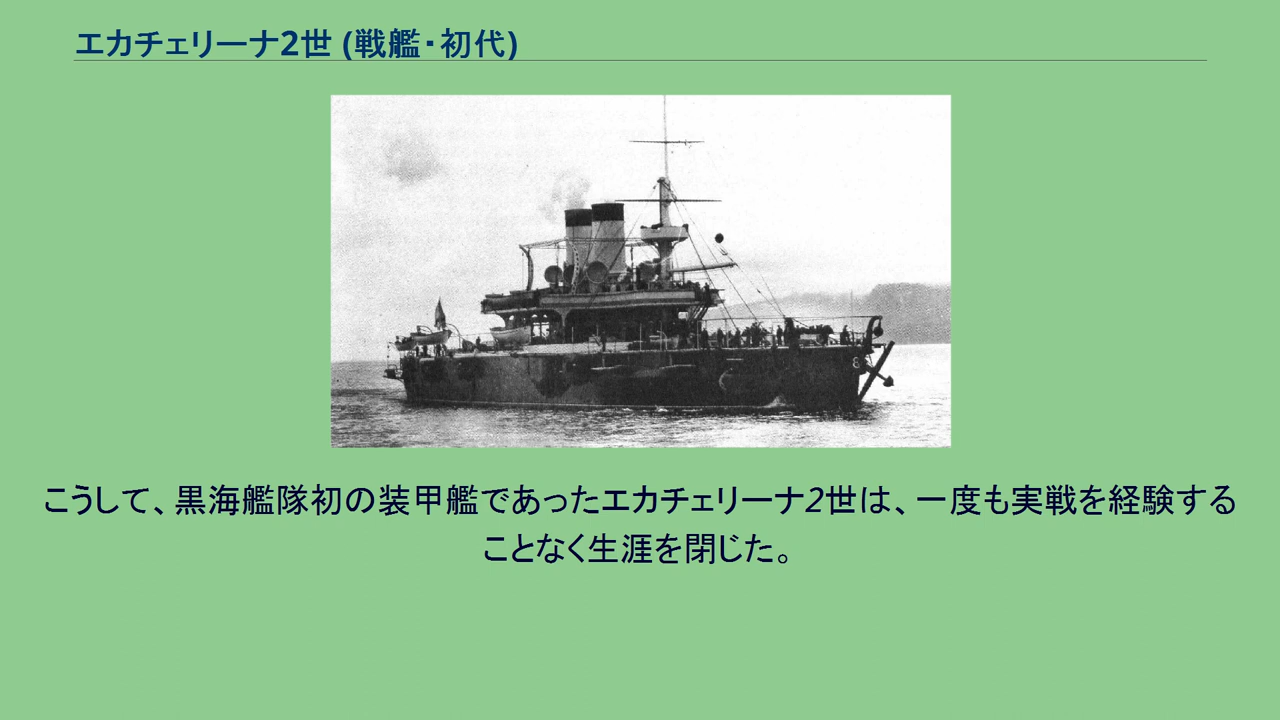 エカチェリーナ2世 (戦艦・初代)
8
こうして、黒海艦隊初の装甲艦であったエカチェリーナ2世は、一度も実戦を経験する
ことなく生涯を閉じた。